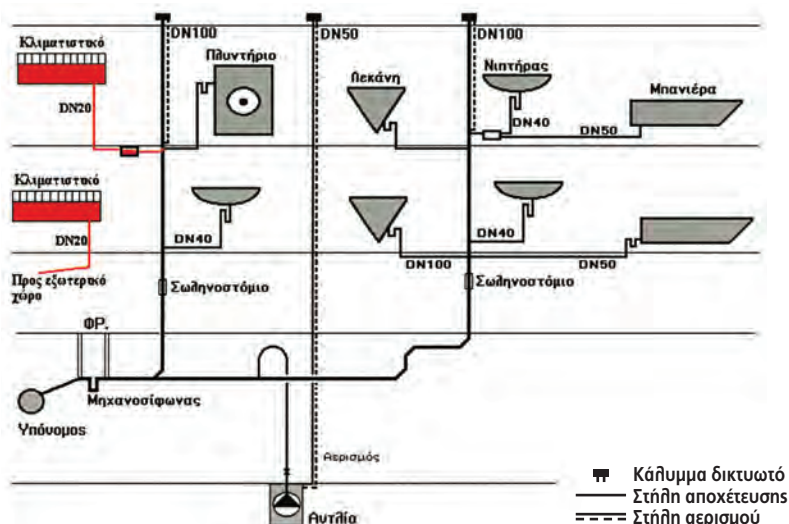 DN100
DN50
DN100
Κλιματιστικό
Πλυντήριο
Λεκάνη
Νιπτήρας
Μπανιέρα
DN20
DN40
DN50
Κλιματιστικό
DN20
DN40
DN40
DN100
DN50
Προς εξωτερικό
χώρο
Σωληνοστόμιο
Σωληνοστόμιο
ΦΡ.
Μηχανοσίφωνας
Υπόνομος
Αερισμός
Αντλία
Κάλυμμα δικτυωτό
Στήλη αποχέτευσης
Στήλη αερισμού